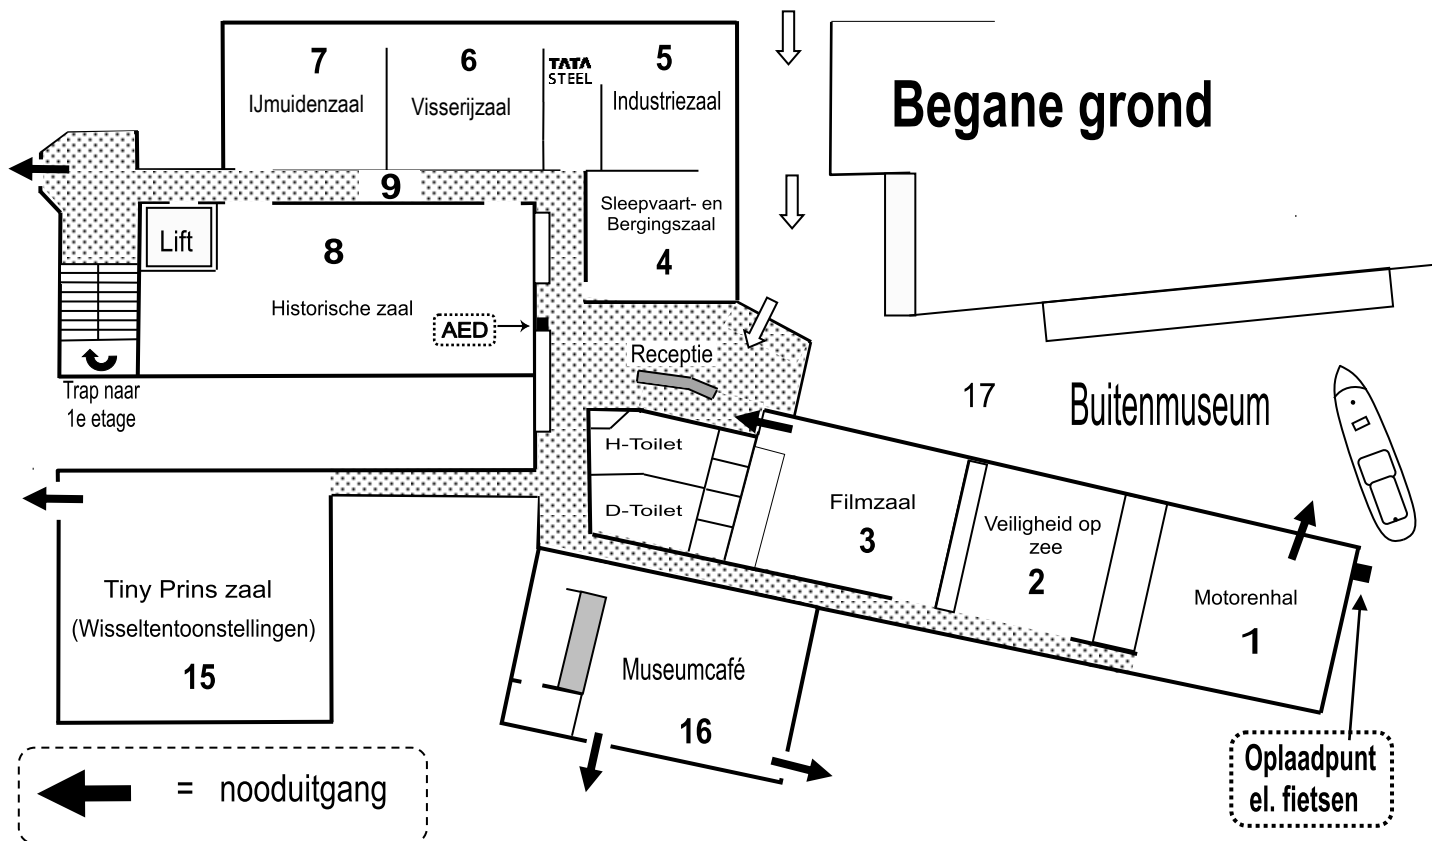 7
IJmuidenzaal
6
Visserijzaal
TATA
STEEL
5
Industriezaal
Begane grond
9
Sleepvaart- en
Bergingszaal
4
Lift
8
Historische zaal
AED
Receptie
Trap naar
1e etage
17
Buitenmuseum
H-Toilet
D-Toilet
Filmzaal
3
Veiligheid op
zee
2
Motorenhal
1
Tiny Prins zaal
(Wisseltentoonstellingen)
15
Museumcafé
16
Oplaadpunt
el. fietsen
= nooduitgang